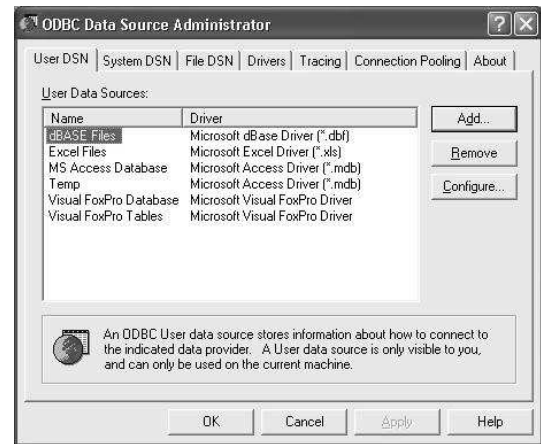 ODBC Data Source Administrator
User DSN System DSN File DSN Drivers Tracing Connection Pooling About
User Data Sources:
Name Driver
dBASE Files Microsoft dBase Driver (*.dbf)
Excel Files Microsoft Excel Driver (*.xls)
MS Access Database Microsoft Access Driver (*.mdb)
Temp Microsoft Access Driver (*.mdb)
Visual FoxPro Database Microsoft Visual FoxPro Driver
Visual FoxPro Tables Microsoft Visual FoxPro Driver
Add...
Remove
Configure...
An ODBC User data source stores information about how to connect to
the indicated data provider. A User data source is only visible to you,
and can only be used on the current machine.
OK Cancel Apply Help